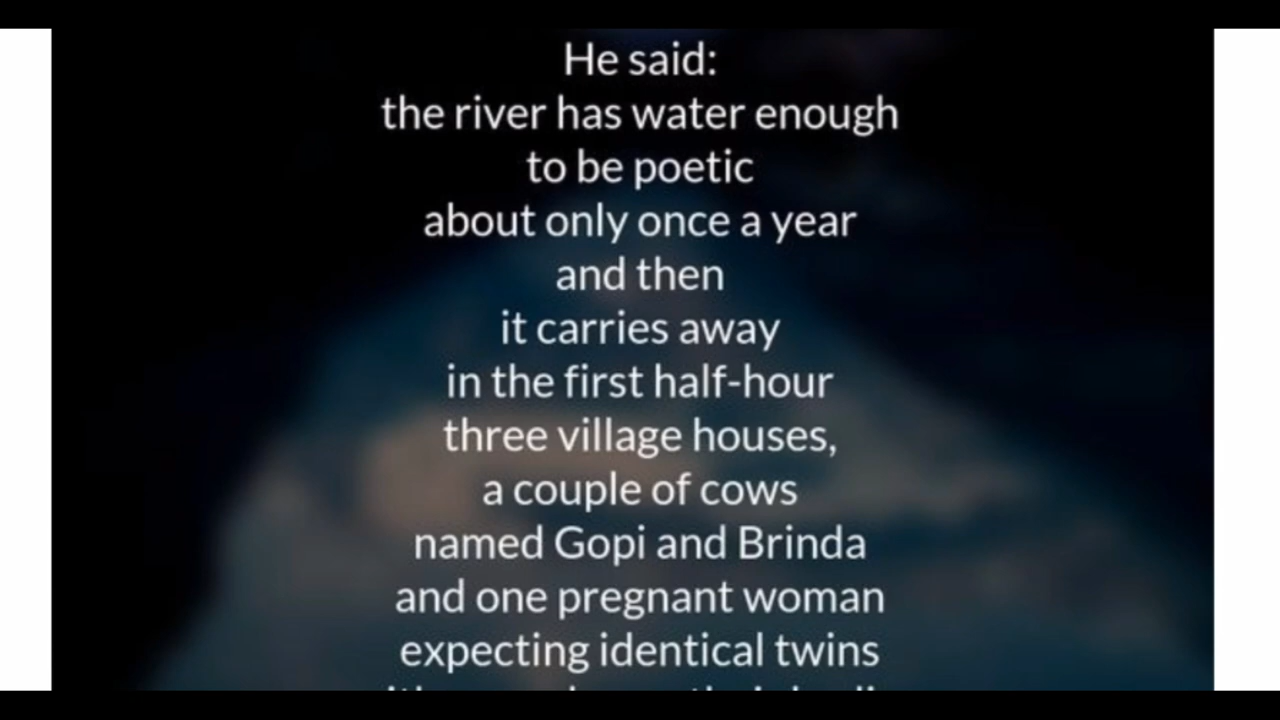 He said:
the river has water enough
to be poetic
about only once a year
and then
it carries away
in the first half-hour
three village houses,
a couple of cows
named Gopi and Brinda
and one pregnant woman
expecting identical twins